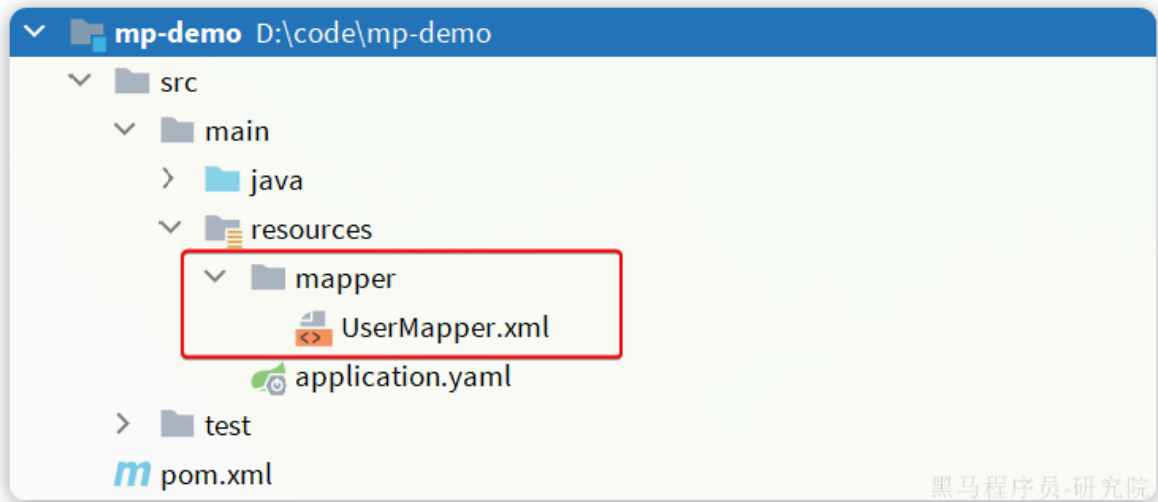 mp-demo D:\code\mp-demo
src
main
java
resources
mapper
UserMapper.xml
application.yaml
test
pom.xml
黑马程序员-研究院